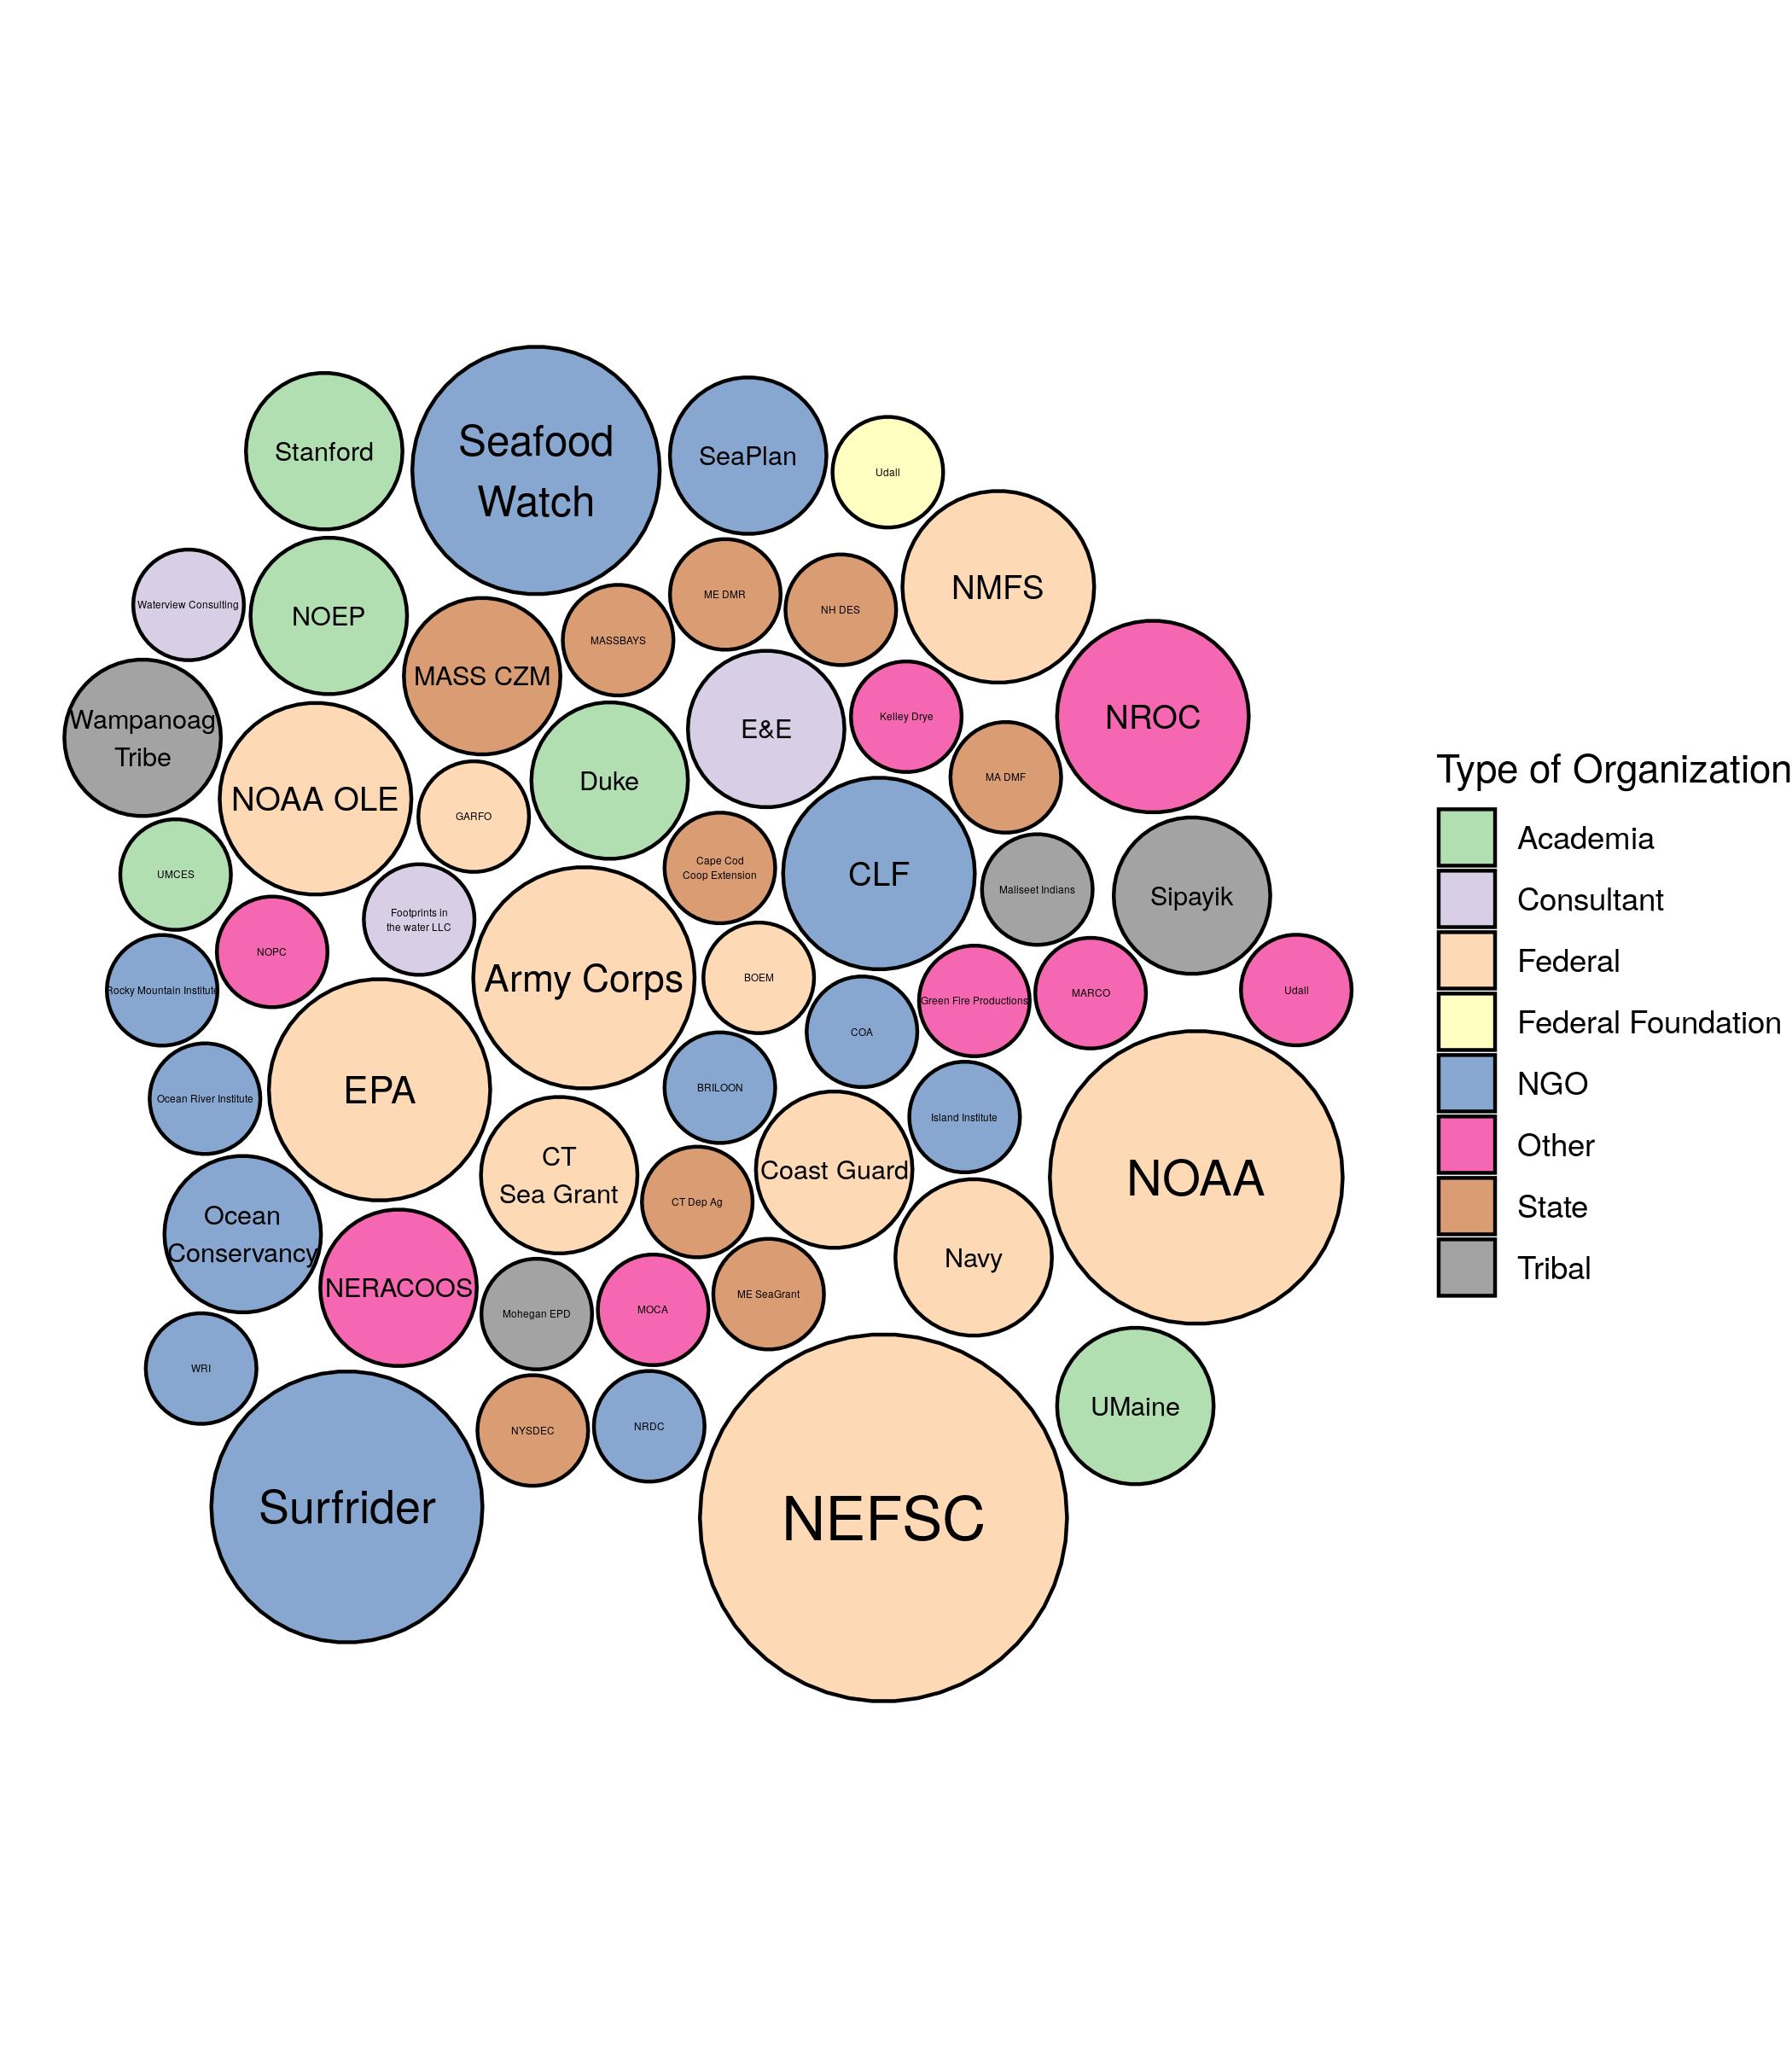 Stanford
Seafood
Watch
SeaPlan
Udall
Waterview Consulting
NOEP
MASS CZM
MASSBAYS
ME DMR
NH DES
NMFS
Wampanoag
Tribe
NOAA OLE
GARFO
Duke
E&E
Kelley Drye
MA DMF
NROC
UMCES
NOPC
Footprints in
the water LLC
Army Corps
Cape Cod
Coop Extension
BOEM
CLF
Maliseet Indians
Sipayik
Rocky Mountain Institute
Ocean River Institute
EPA
BRILOON
COA
Green Fire Productions
MARCO
Udall
Ocean
Conservancy
NERACOOS
CT
Sea Grant
CT Dep Ag
Coast Guard
Island Institute
Navy
NOAA
WRI
Mohegan EPD
MOCA
ME SeaGrant
Surfrider
NYSDEC
NRDC
NEFSC
UMaine
Type of Organization
Academia
Consultant
Federal
Federal Foundation
NGO
Other
State
Tribal